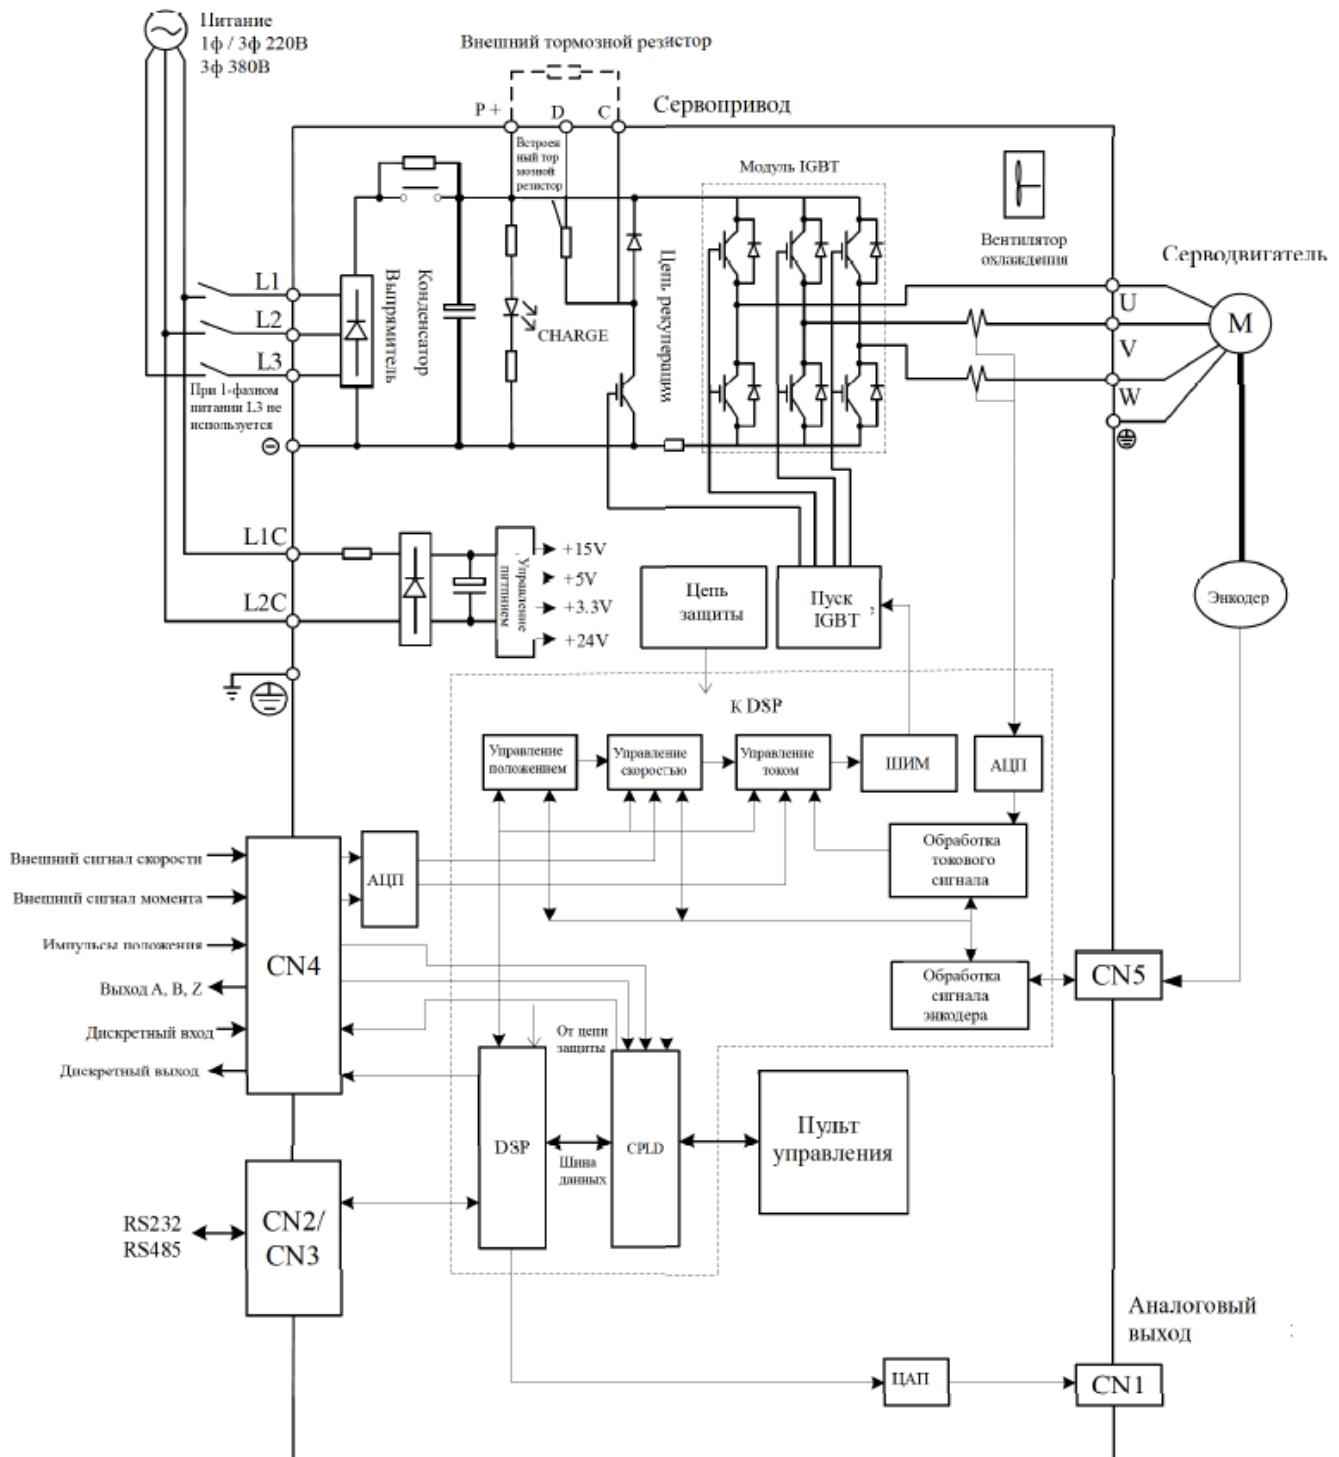 Питание
1ф / 3ф 220В
3ф 380В
Внешний тормозной резистор
P +
D
C
Сервопривод
Встроен
ный тор
мозной
резистор
Модуль IGBT
Вентилятор
охлаждения
Серводвигатель
L1
L2
L3
При 1-фазном
питании L3 не
используется
Выпрямитель
Конденсатор
CHARGE
Цепь рекуперации
U
V
W
M
L1C
L2C
Управление
питанием
+15V
+5V
+3.3V
+24V
Цепь
защиты
Пуск
IGBT
Энкодер
К DSP
Управление
положением
Управление
скоростью
Управление
током
ШИМ
АЦП
Обработка
токового
сигнала
Внешний сигнал скорости
Внешний сигнал момента
Импульсы положения
Выход A, B, Z
Дискретный вход
Дискретный выход
CN4
АЦП
Обработка
сигнала
энкодера
CN5
От цепи
защиты
DSP
Шина
данных
CPLD
Пульт
управления
RS232
RS485
CN2/
CN3
Аналоговый
выход
:
ЦАП
CN1